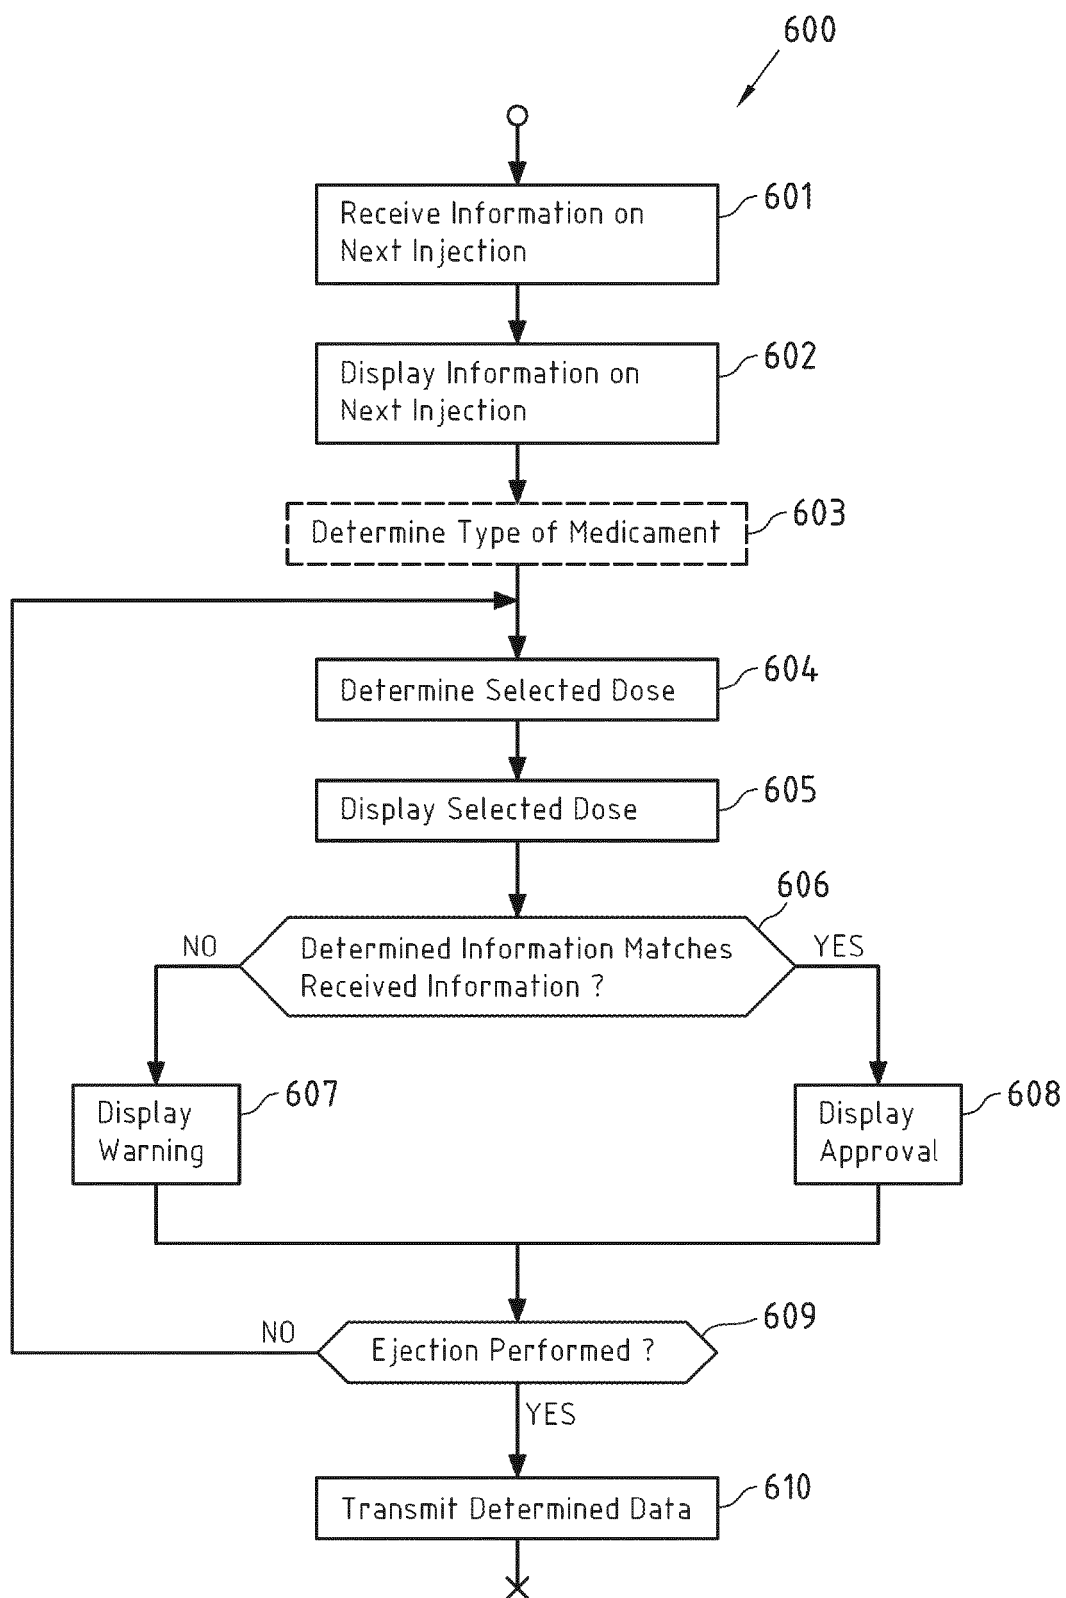 600
Receive Information on
Next Injection
601
Display Information on
Next Injection
602
Determine Type of Medicament
603
Determine Selected Dose
604
Display Selected Dose
605
606
NO
Determined Information Matches
Received Information ?
YES
Display
Warning
607
Display
Approval
608
NO
Ejection Performed ?
609
YES
Transmit Determined Data
610